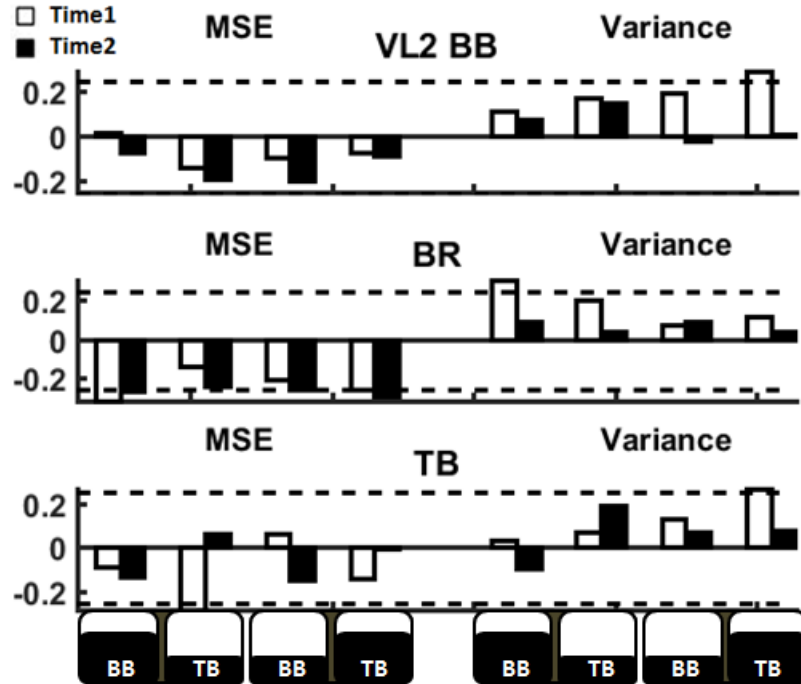 Time1
Time2
MSE
VL2 BB
Variance
0.2
0
-0.2
MSE
BR
Variance
0.2
0
-0.2
MSE
TB
Variance
0.2
0
-0.2
BB TB BB TB BB TB BB TB